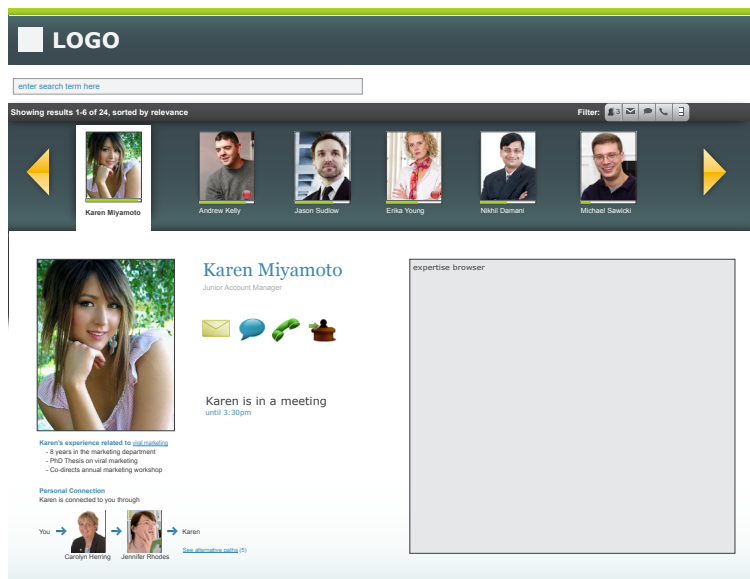 LOGO
enter search term here
Showing results 1-6 of 24, sorted by relevance
Filter: 3
Karen Miyamoto
Andrew Kelly
Jason Sudlow
Erika Young
Nikhil Damani
Michael Sawicki
Karen Miyamoto
Junior Account Manager
Karen is in a meeting
until 3:30pm
expertise browser
Karen's experience related to viral marketing
- 8 years in the marketing department
- PhD Thesis on viral marketing
- Co-directs annual marketing workshop
Personal Connection
Karen is connected to you through
You
Karen
Carolyn Herring
Jennifer Rhodes
See alternative paths (5)